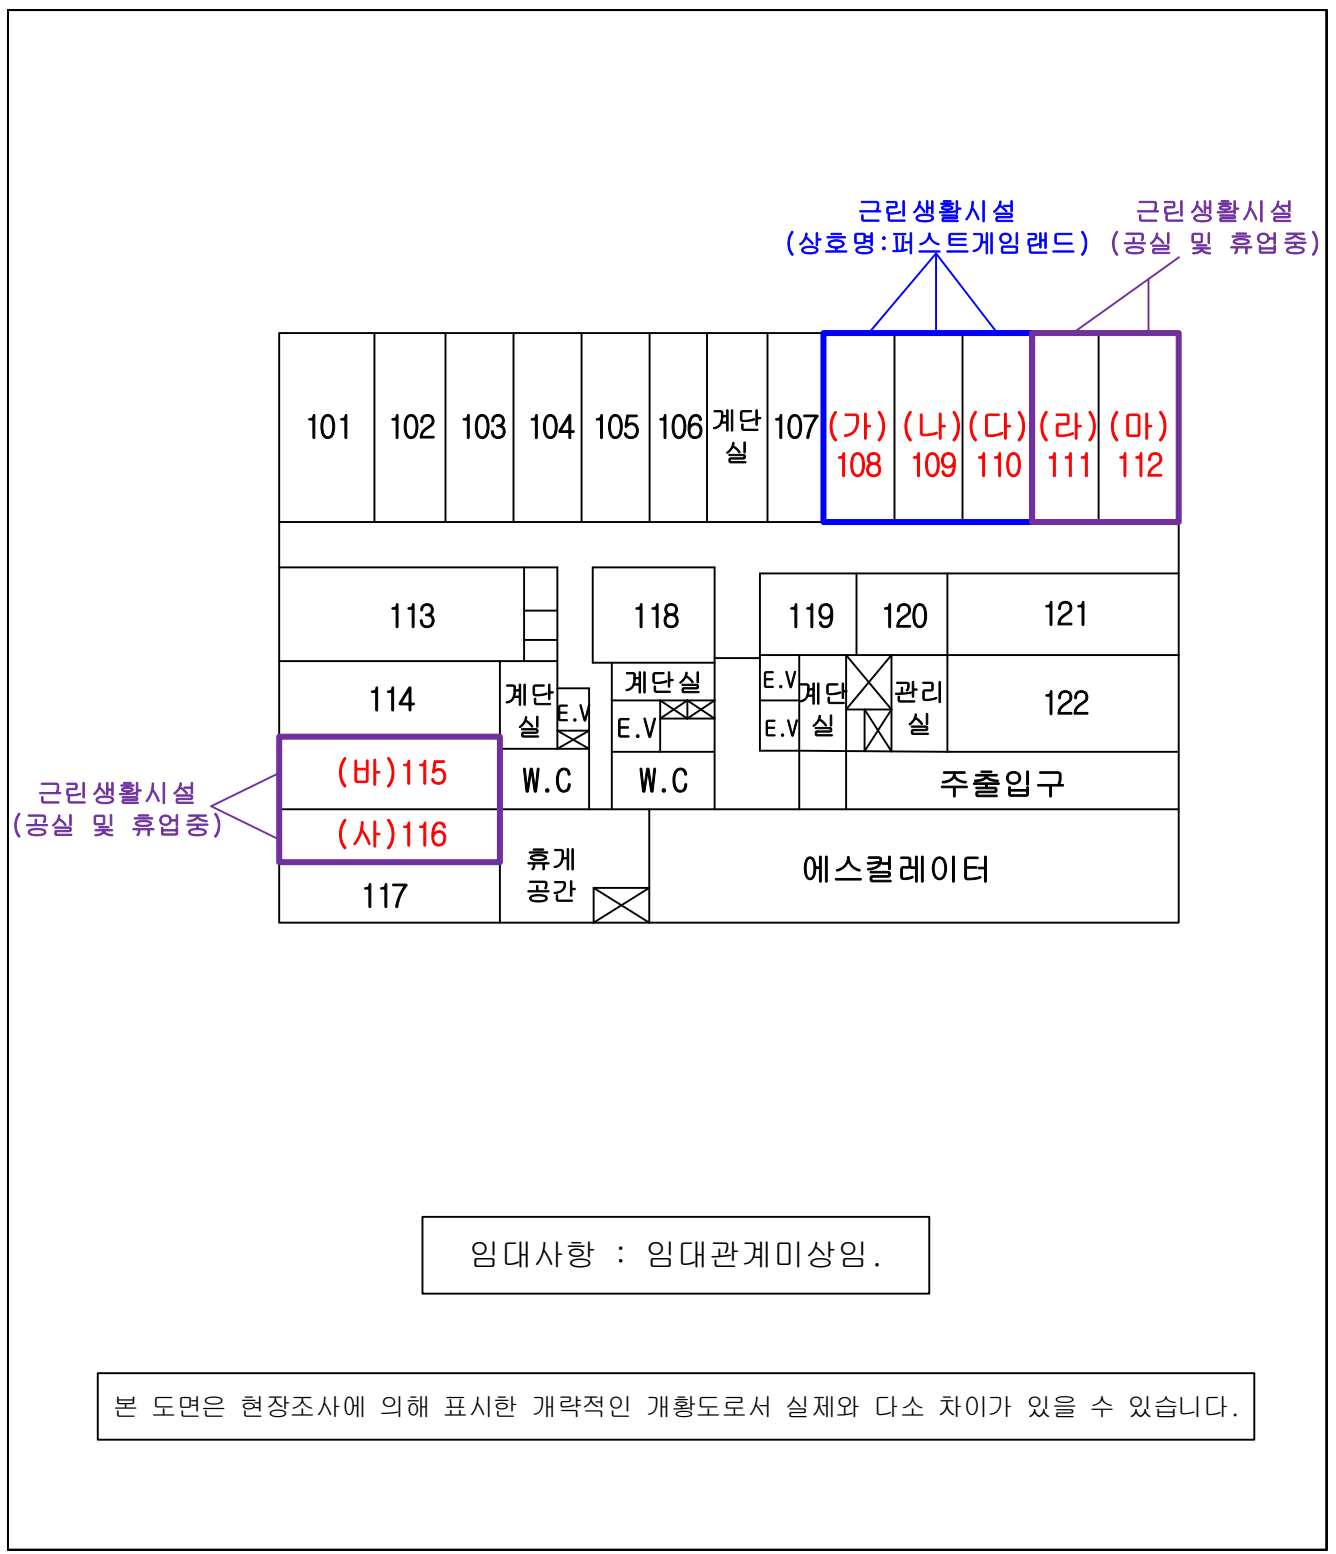 근린생활시설
(상호명:퍼스트게임랜드)
근린생활시설
(공실 및 휴업중)
101
102
103
104
105
106
계단
실
107
(가)
108
(나)
109
(다)
110
(라)
111
(마)
112
113
118
119
120
121
114
계단
실
E.V
계단실
E.V
E.V
E.V
계단
실
관리
실
122
근린생활시설
(공실 및 휴업중)
(바)115
W.C
W.C
주출입구
(사)116
117
휴게
공간
에스컬레이터
임대사항 : 임대관계미상임.
본 도면은 현장조사에 의해 표시한 개략적인 개황도로서 실제와 다소 차이가 있을 수 있습니다.